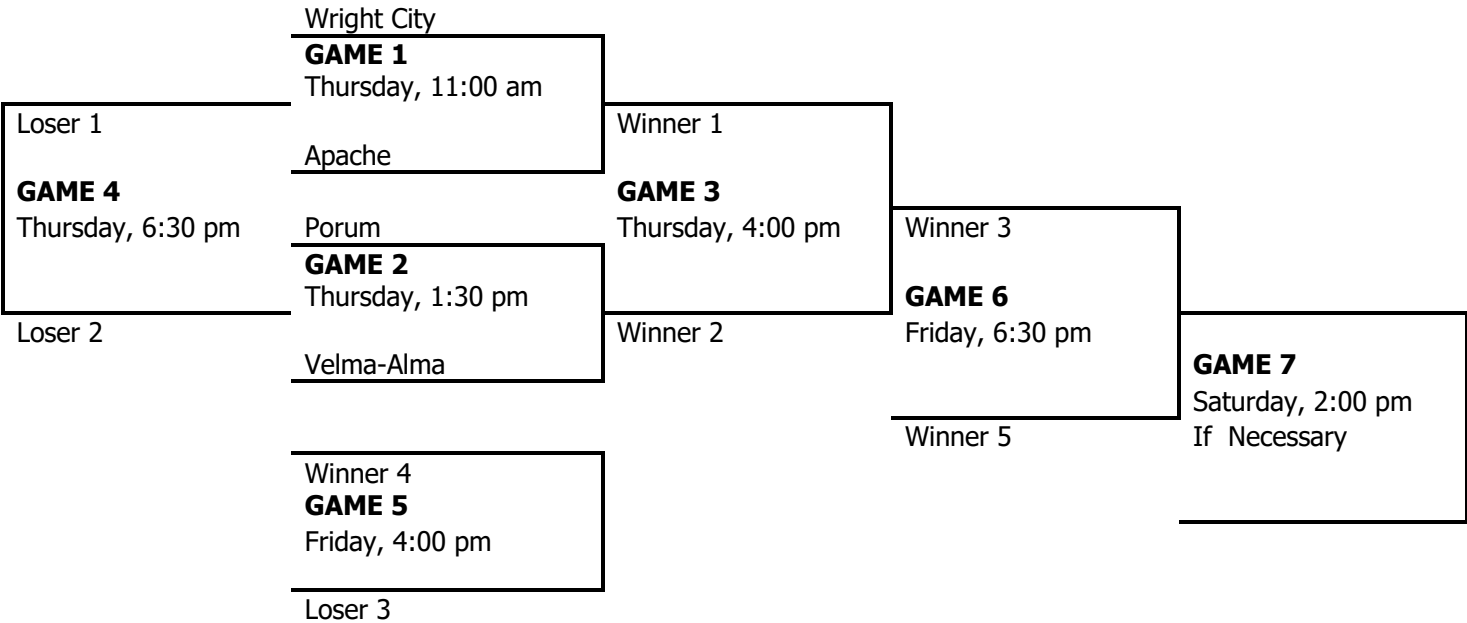 Wright City
GAME 1
Thursday, 11:00 am
Loser 1
Winner 1
Apache
GAME 4
GAME 3
Thursday, 6:30 pm
Porum
Thursday, 4:00 pm
Winner 3
GAME 2
Thursday, 1:30 pm
GAME 6
Loser 2
Winner 2
Friday, 6:30 pm
Velma-Alma
GAME 7
Saturday, 2:00 pm
Winner 5
If Necessary
Winner 4
GAME 5
Friday, 4:00 pm
Loser 3